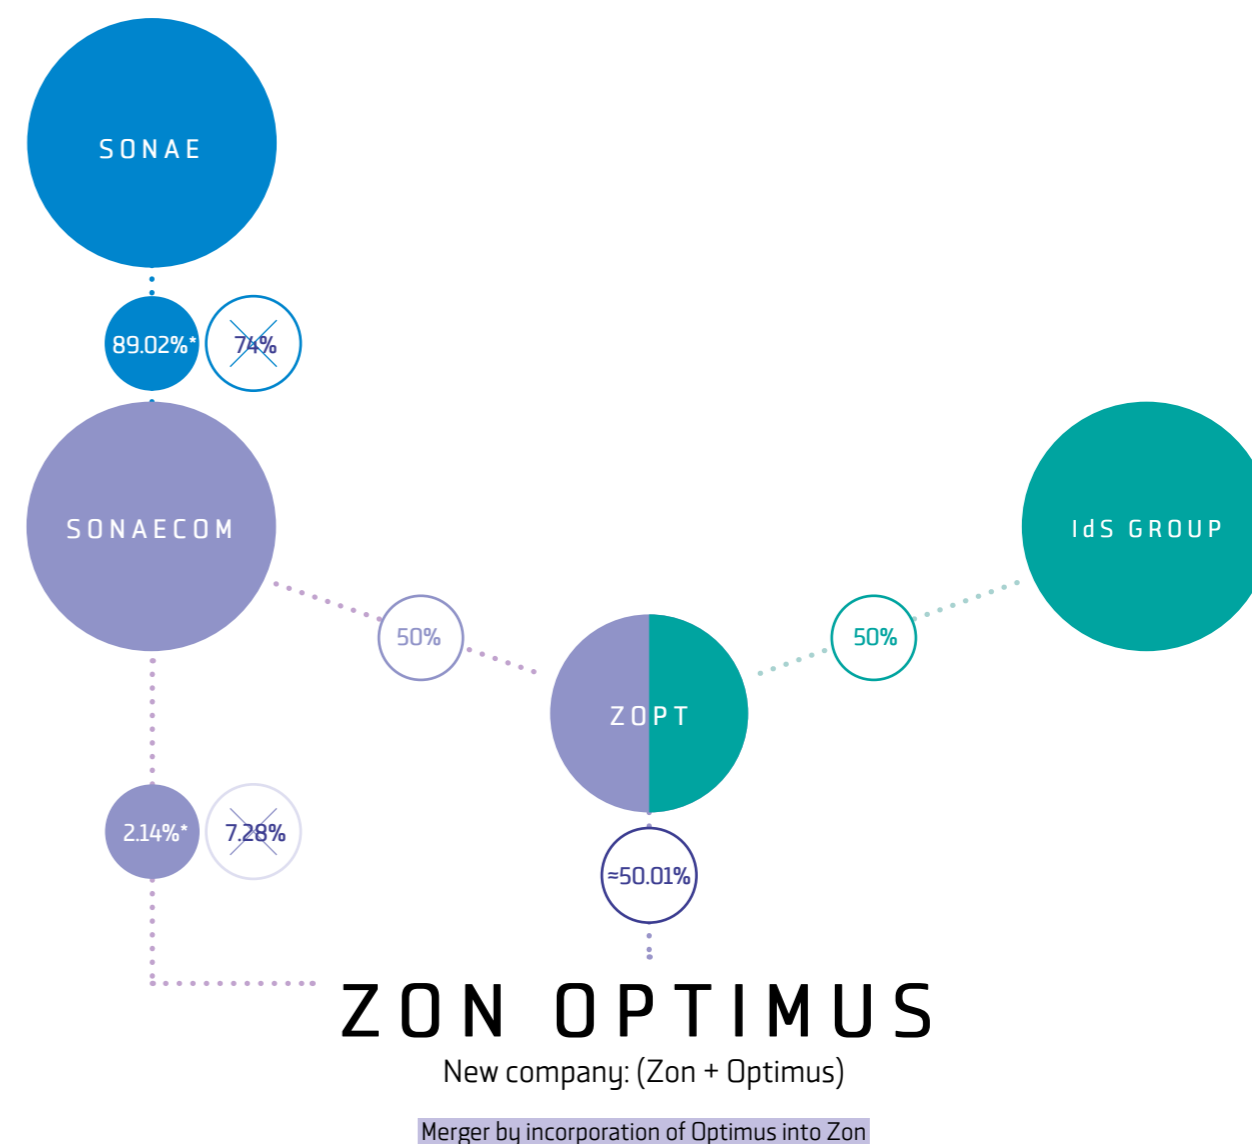 SONAE
89.02%*
74%
SONAECOM
IdS GROUP
50%
50%
ZOPT
2.14%*
7.28%
≈50.01%
ZON OPTIMUS
New company: (Zon + Optimus)
Merger by incorporation of Optimus into Zon